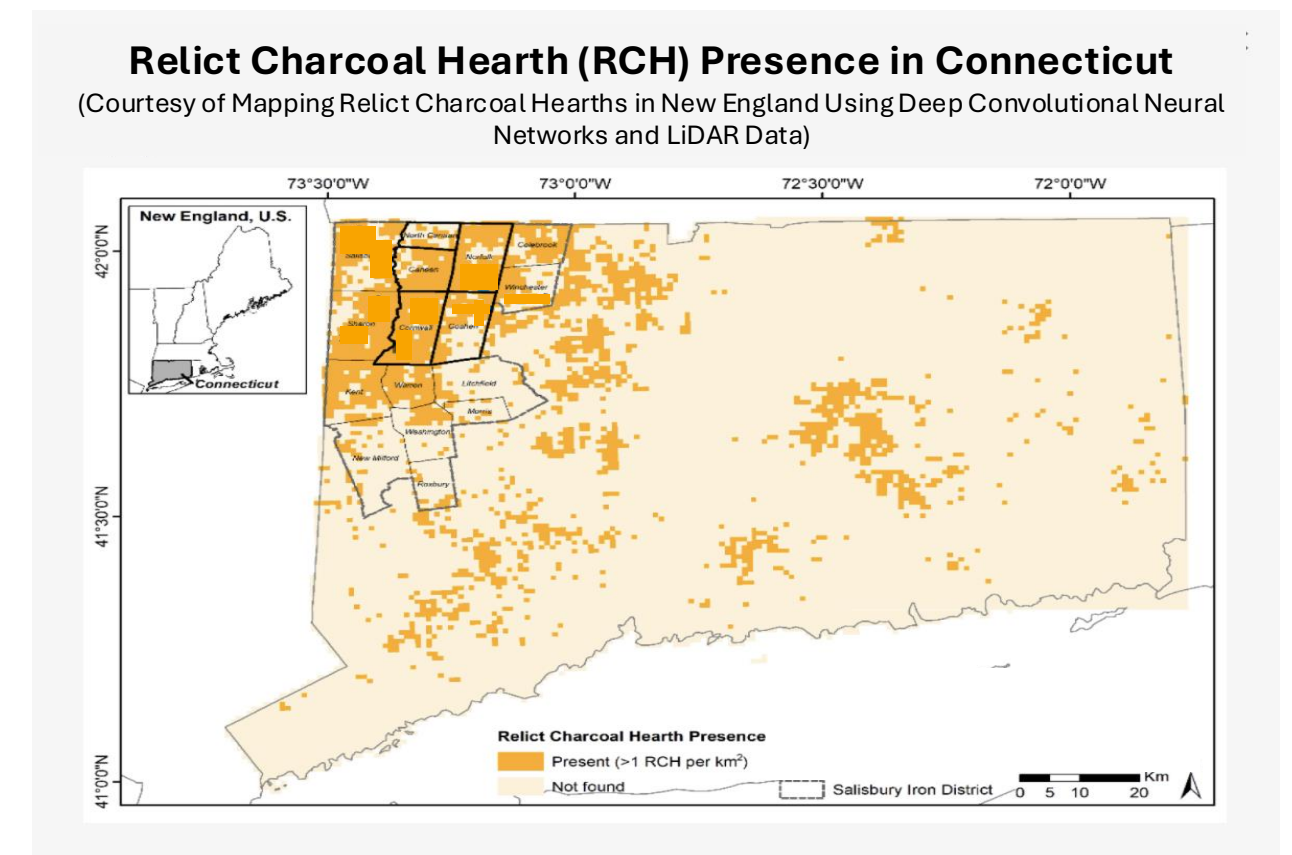 Relict Charcoal Hearth (RCH) Presence in Connecticut
(Courtesy of Mapping Relict Charcoal Hearths in New England Using Deep Convolutional Neural
Networks and LiDAR Data)
73°30'0"W
73°0'0"W
72°30'0"W
72°0'0"W
New England, U.S.
Connecticut
42°0'0"N
41°30'0"N
41°0'0"N
North Canaan
Colebrook
Norfolk
Canaan
Winchester
Sharon
Cornwall
Goshen
Kent
Warren
Litchfield
Morris
Washington
New Milford
Roxbury
Relict Charcoal Hearth Presence
Present (>1 RCH per km²)
Not found
Salisbury Iron District
Km
0 5 10 20